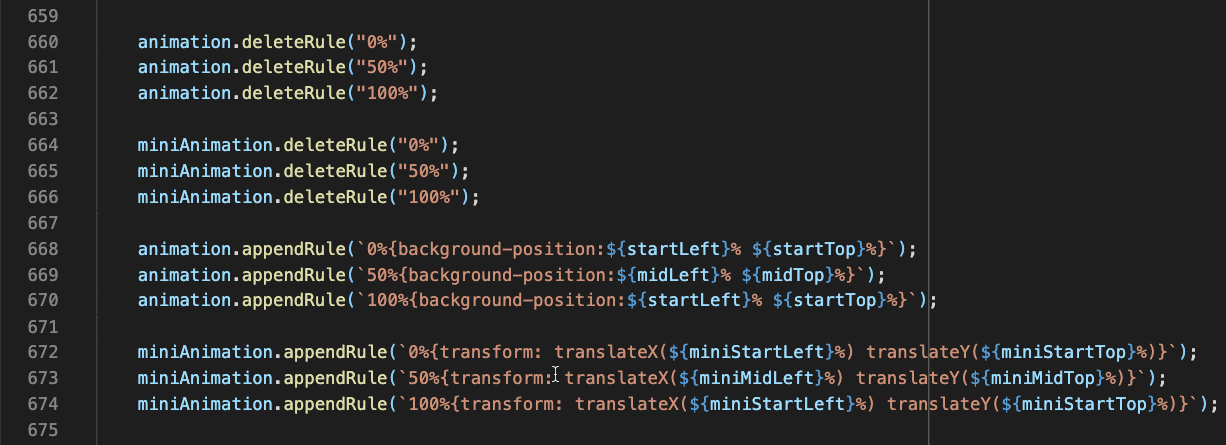 659
660 animation.deleteRule("0%");
661 animation.deleteRule("50%");
662 animation.deleteRule("100%");
663
664 miniAnimation.deleteRule("0%");
665 miniAnimation.deleteRule("50%");
666 miniAnimation.deleteRule("100%");
667
668 animation.appendRule(`0%{background-position:${startLeft}% ${startTop}%}`);
669 animation.appendRule(`50%{background-position:${midLeft}% ${midTop}%}`);
670 animation.appendRule(`100%{background-position:${startLeft}% ${startTop}%}`);
671
672 miniAnimation.appendRule(`0%{transform: translateX(${miniStartLeft}%) translateY(${miniStartTop}%)}`);
673 miniAnimation.appendRule(`50%{transform: translateX(${miniMidLeft}%) translateY(${miniMidTop}%)}`);
674 miniAnimation.appendRule(`100%{transform: translateX(${miniStartLeft}%) translateY(${miniStartTop}%)}`);
675